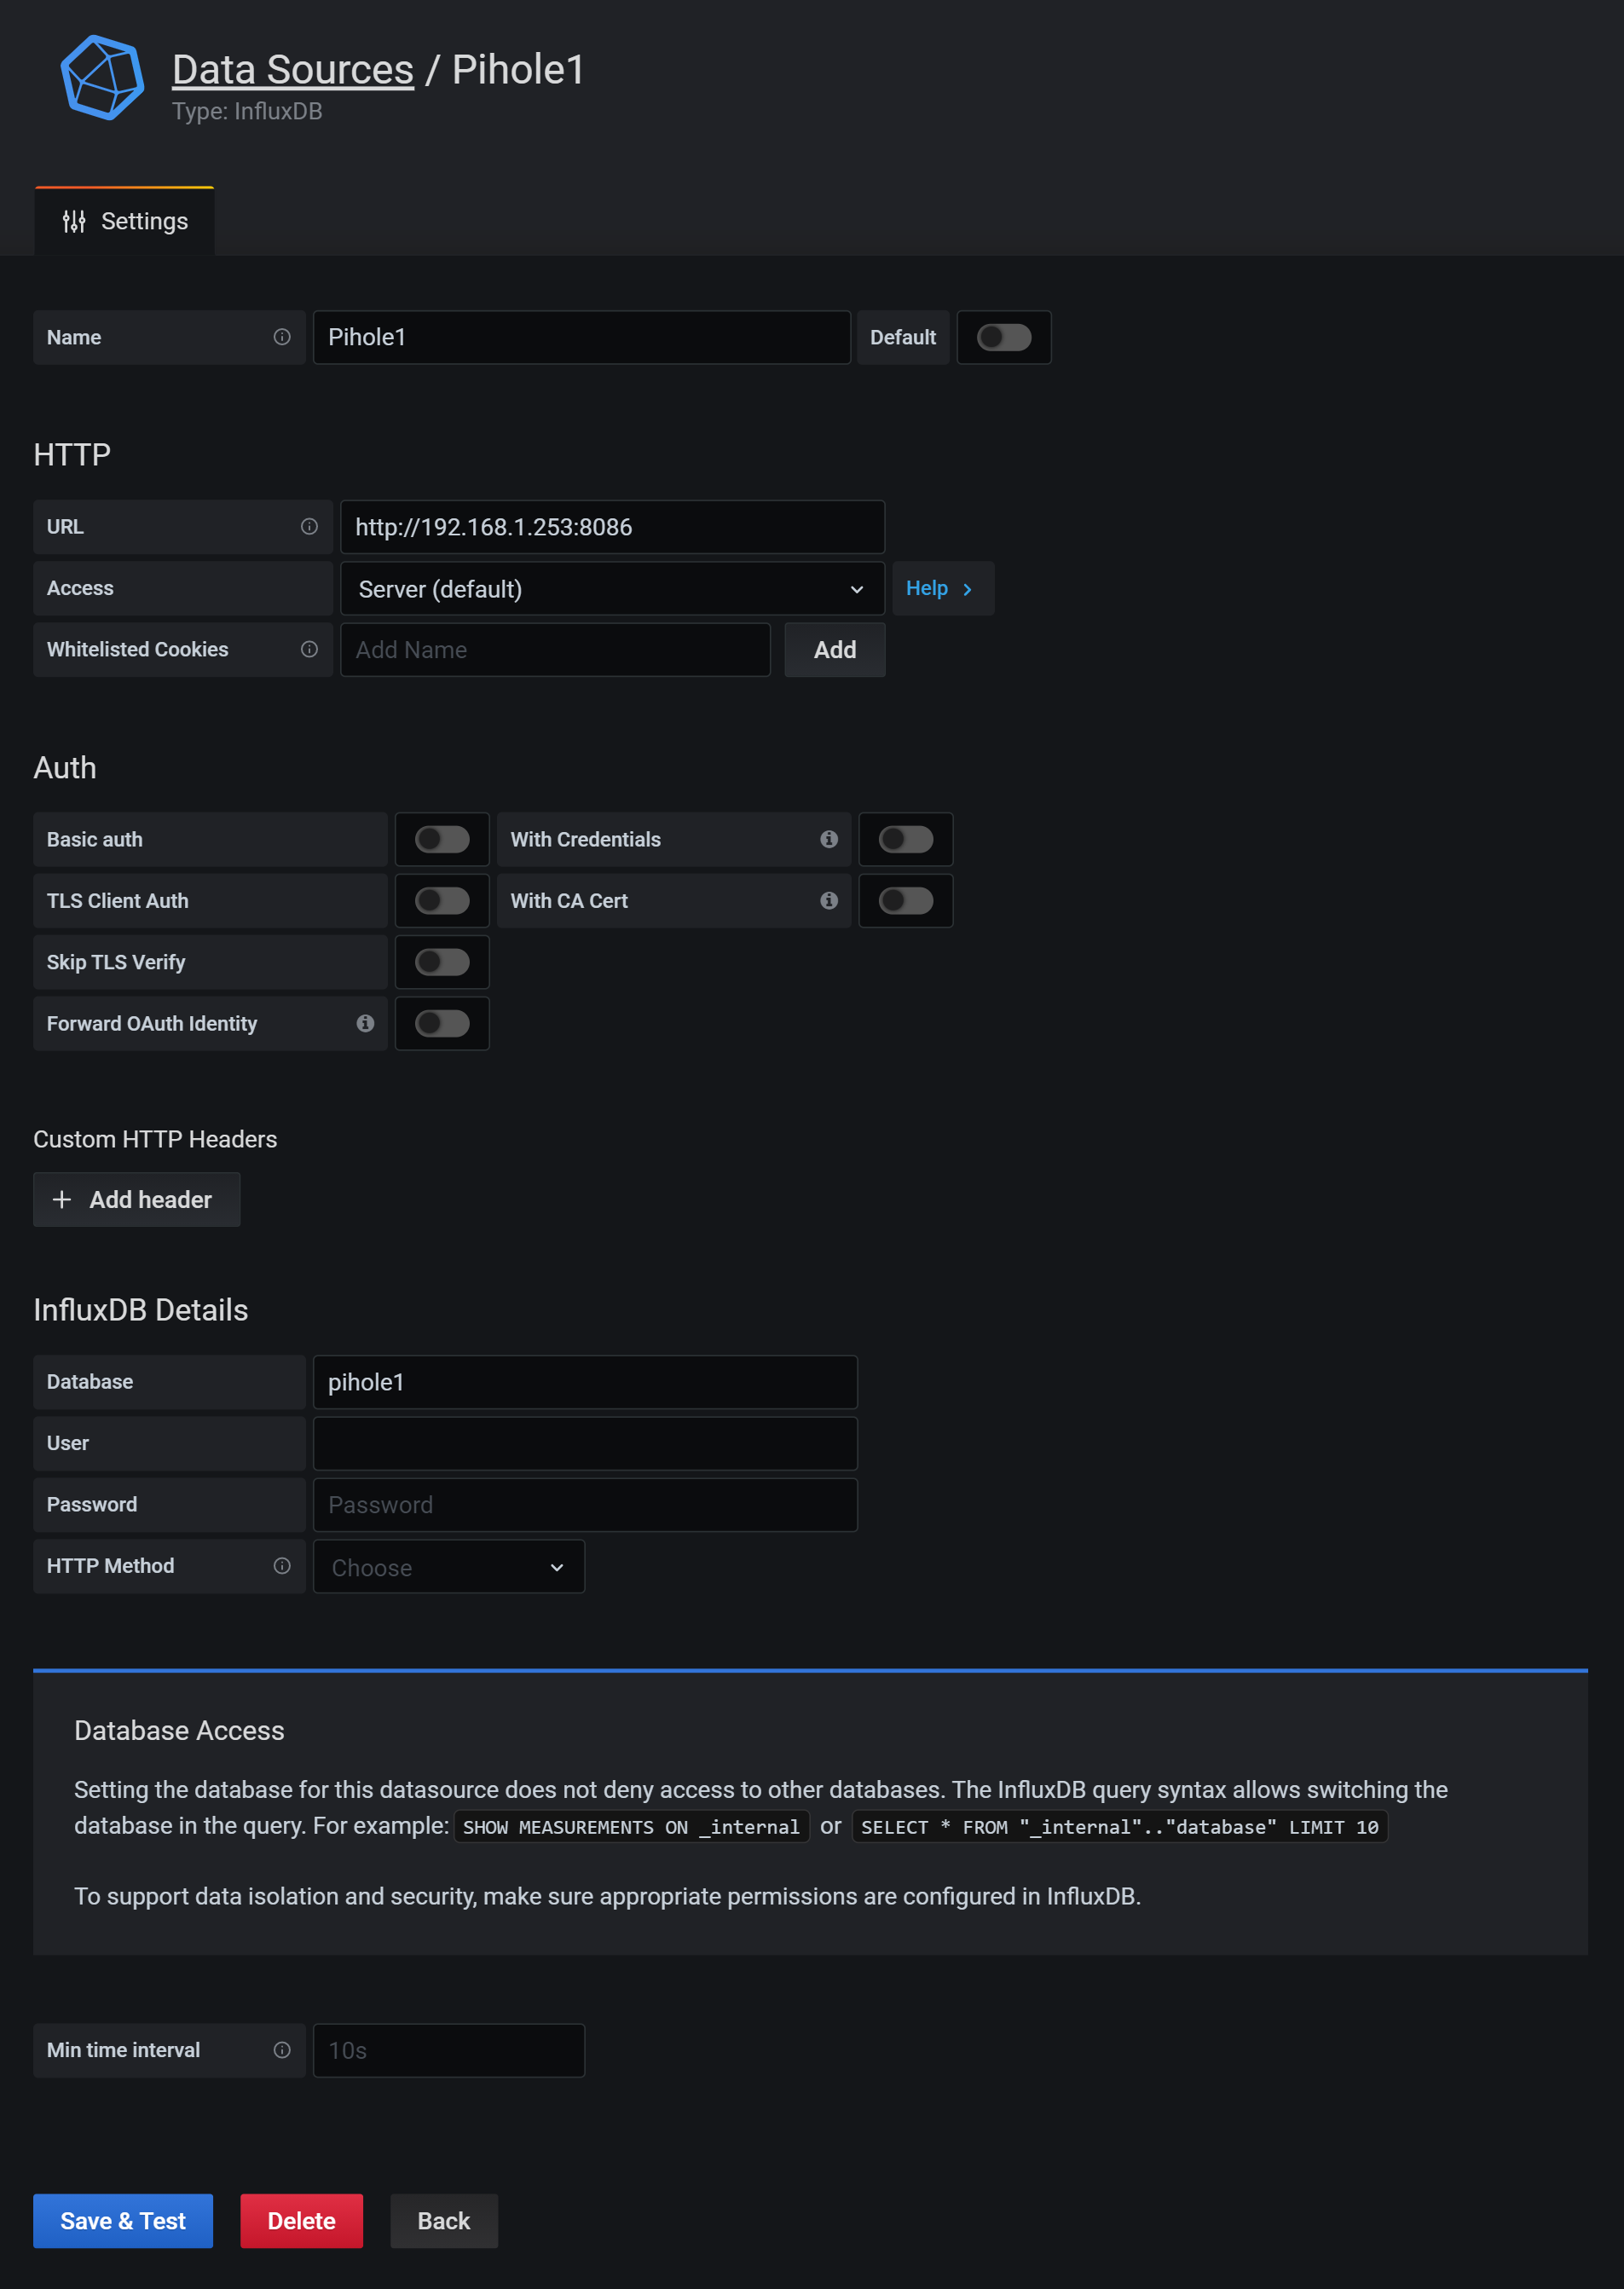 Data Sources / Pihole1
Type: InfluxDB
Settings
Name Pihole1 Default
HTTP
URL http://192.168.1.253:8086
Access Server (default) Help
Whitelisted Cookies Add Name Add
Auth
Basic auth With Credentials
TLS Client Auth With CA Cert
Skip TLS Verify
Forward OAuth Identity
Custom HTTP Headers
Add header
InfluxDB Details
Database pihole1
User
Password Password
HTTP Method Choose
Database Access
Setting the database for this datasource does not deny access to other databases. The InfluxDB query syntax allows switching the
database in the query. For example: SHOW MEASUREMENTS ON _internal or SELECT * FROM "_internal".."database" LIMIT 10
To support data isolation and security, make sure appropriate permissions are configured in InfluxDB.
Min time interval 10s
Save & Test Delete Back